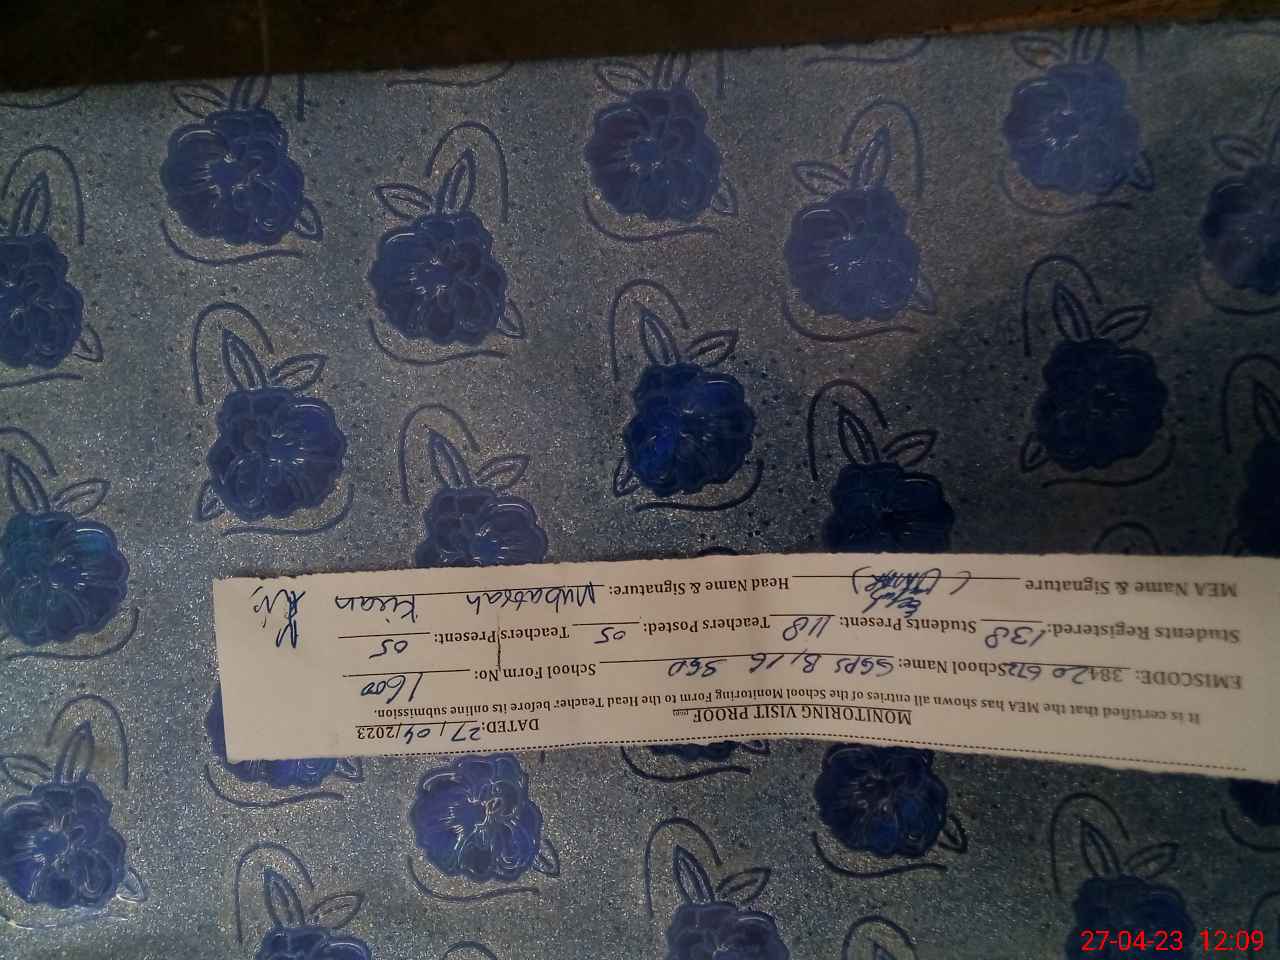 MONITORING VISIT PROOF DATED: 27/04/2023
It is certified that the MEA has shown all entries of the School Monitoring Form to the Head Teacher before its online submission.
EMISCODE: 38420672 School Name: GGPS B/16 SGD School Form No: 1600
Students Registered: 138 Students Present: 118 Teachers Posted: 05 Teachers Present: 05
MEA Name & Signature Head Name & Signature: Mubashrah Kiran
27-04-23 12:09